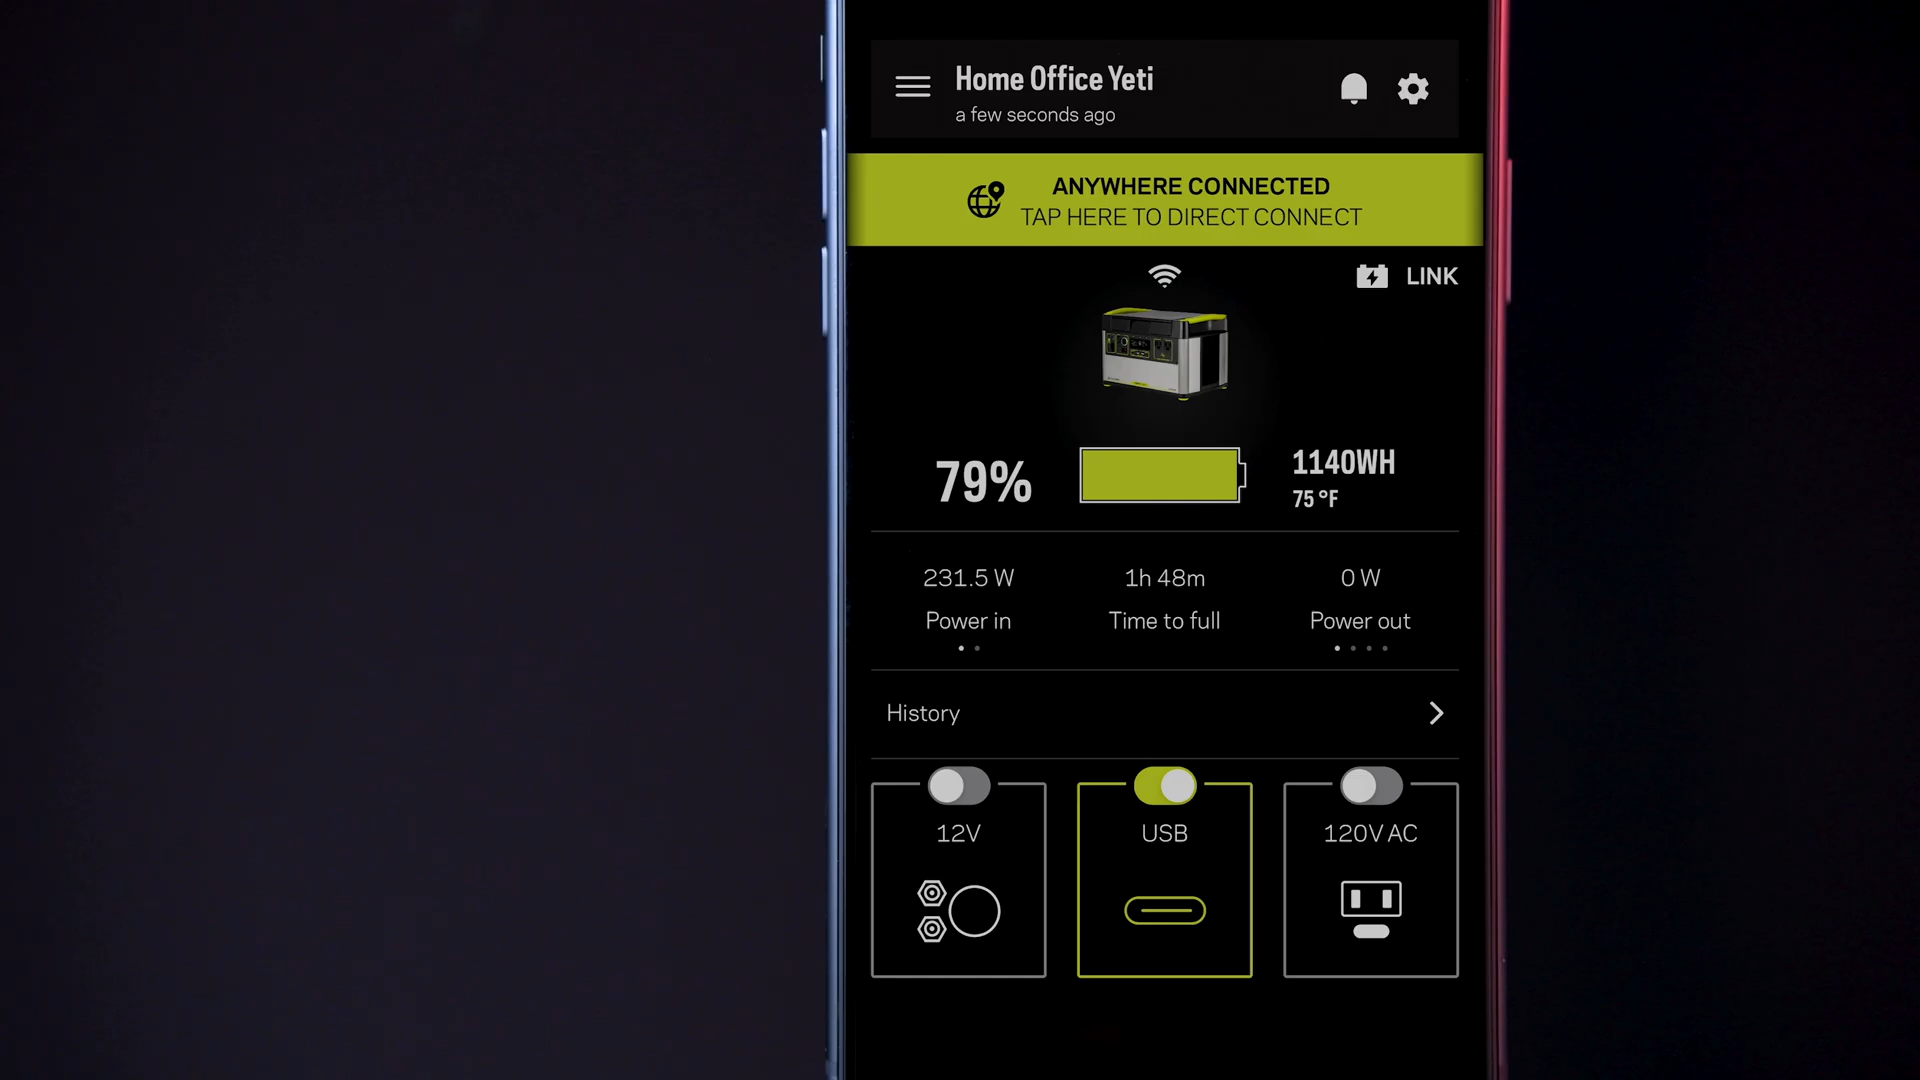 Home Office Yeti
a few seconds ago
ANYWHERE CONNECTED
TAP HERE TO DIRECT CONNECT
LINK
79%
1140WH
75 °F
231.5 W
1h 48m
0 W
Power in
Time to full
Power out
History
12V
USB
120V AC